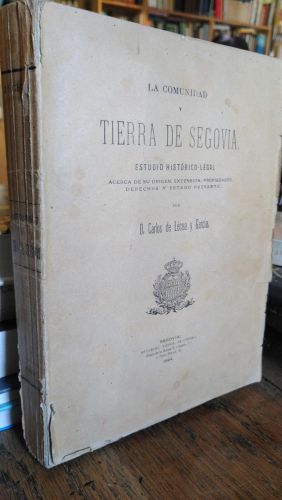 LA COMUNIDAD
Y
TIERRA DE SEGOVIA.
ESTUDIO HISTÓRICO-LEGAL
ACERCA DE SU ORIGEN, EXTENSIÓN, PROPIEDADES,
DERECHOS Y ESTADO PRESENTE,
POR
D. Carlos de Lecea y García.
SEGOVIA: